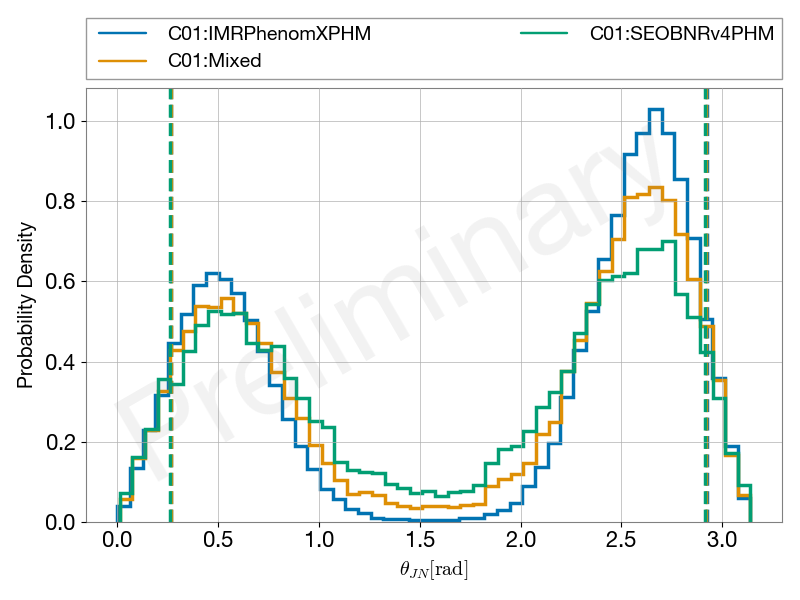 C01:IMRPhenomXPHM
C01:SEOBNRv4PHM
C01:Mixed
Preliminary
Probability Density
1.0
0.8
0.6
0.4
0.2
0.0
0.0 0.5 1.0 1.5 2.0 2.5 3.0
θ_JN[rad]